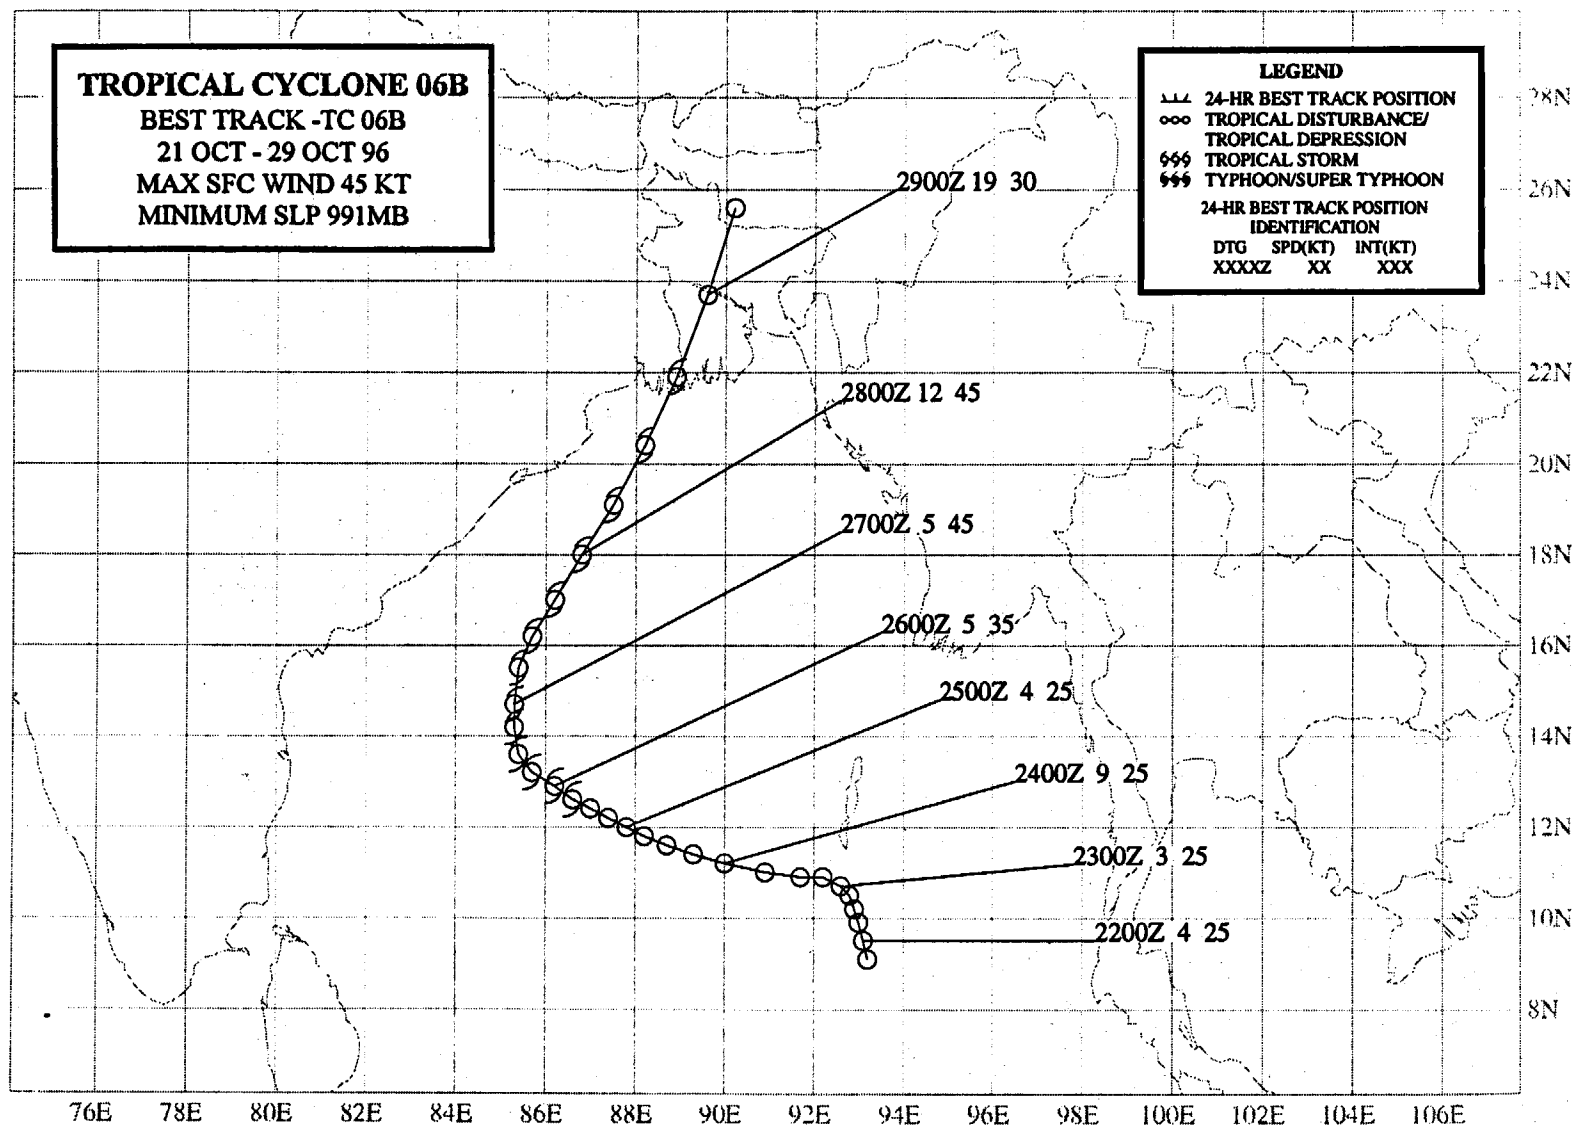 TROPICAL CYCLONE 06B
BEST TRACK -TC 06B
21 OCT - 29 OCT 96
MAX SFC WIND 45 KT
MINIMUM SLP 991MB
LEGEND
24-HR BEST TRACK POSITION
TROPICAL DISTURBANCE/
TROPICAL DEPRESSION
TROPICAL STORM
TYPHOON/SUPER TYPHOON
24-HR BEST TRACK POSITION
IDENTIFICATION
DTG SPD(KT) INT(KT)
XXXXZ XX XXX
28N
26N
24N
22N
20N
18N
16N
14N
12N
10N
8N
2900Z 19 30
2800Z 12 45
2700Z 5 45
2600Z 5 35
2500Z 4 25
2400Z 9 25
2300Z 3 25
2200Z 4 25
76E 78E 80E 82E 84E 86E 88E 90E 92E 94E 96E 98E 100E 102E 104E 106E